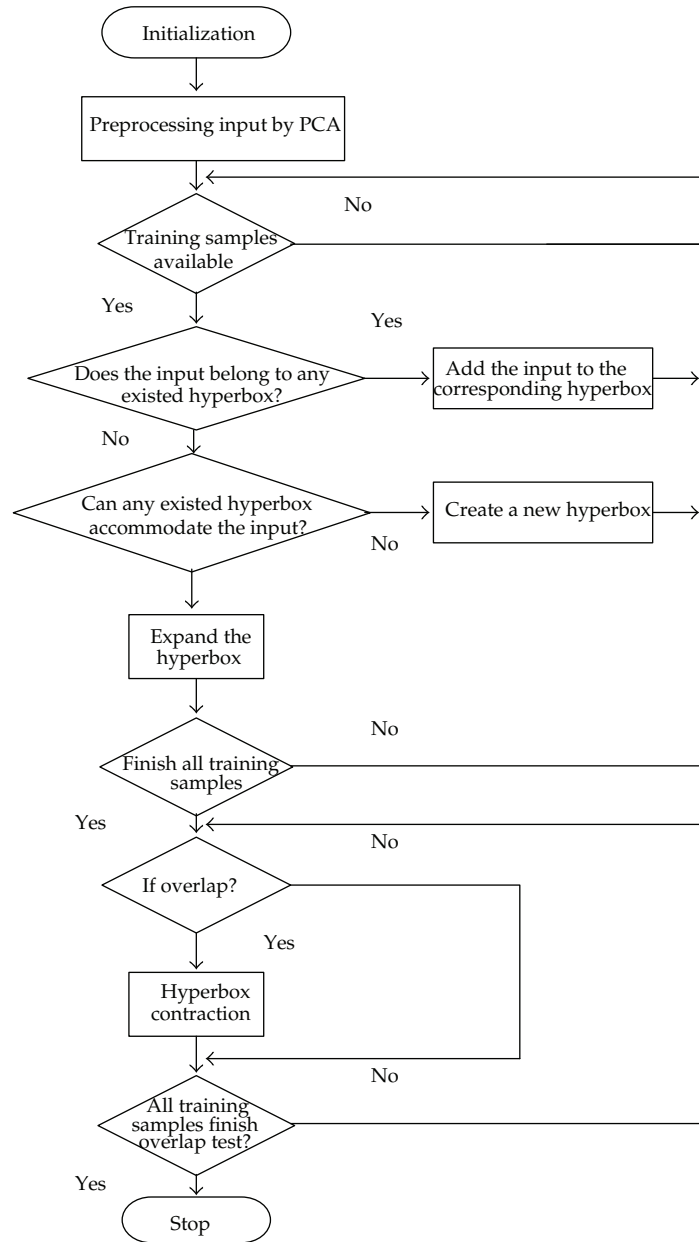 Initialization
Preprocessing input by PCA
No
Training samples
available
Yes
Yes
Does the input belong to any
existed hyperbox?
Add the input to the
corresponding hyperbox
No
Can any existed hyperbox
accommodate the input?
Create a new hyperbox
No
Expand the
hyperbox
No
Finish all training
samples
Yes
No
If overlap?
Yes
Hyperbox
contraction
No
All training
samples finish
overlap test?
Yes
Stop